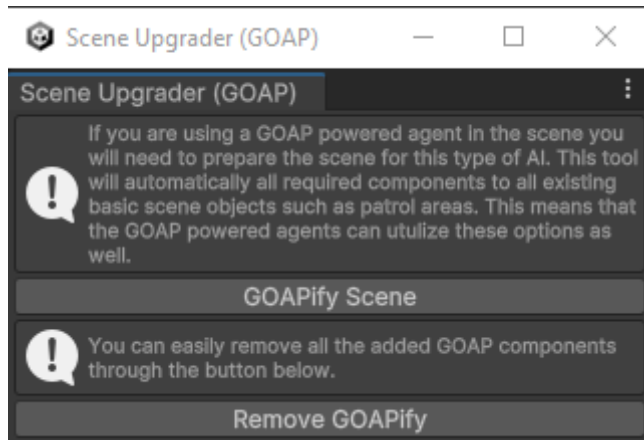 Scene Upgrader (GOAP)
Scene Upgrader (GOAP)
If you are using a GOAP powered agent in the scene you
will need to prepare the scene for this type of AI. This tool
will automatically all required components to all existing
basic scene objects such as patrol areas. This means that
the GOAP powered agents can utulize these options as
well.
GOAPify Scene
You can easily remove all the added GOAP components
through the button below.
Remove GOAPify